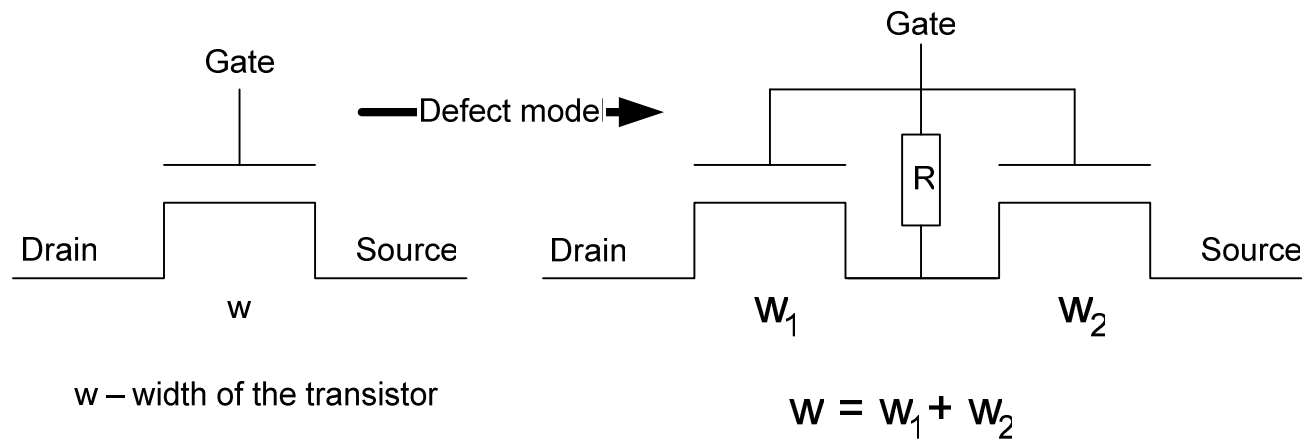 Gate
Drain
Source
w
w – width of the transistor
Defect model
Gate
R
Drain
Source
w₁
w₂
w = w₁ + w₂